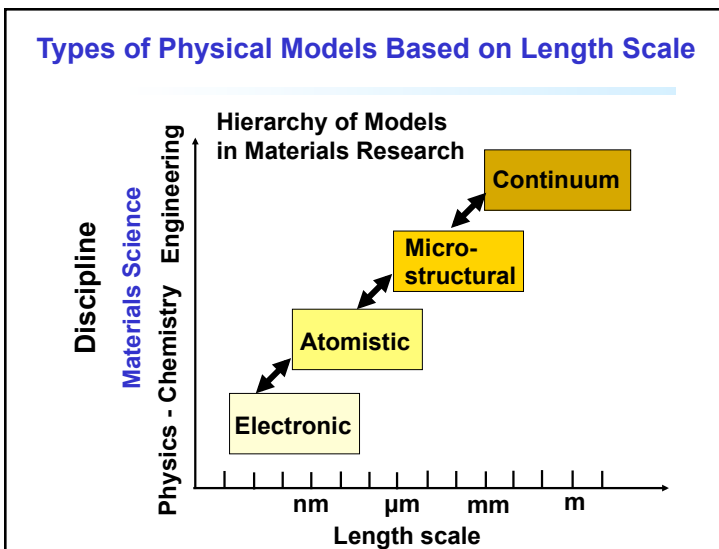 Types of Physical Models Based on Length Scale
Hierarchy of Models
in Materials Research
Discipline
Materials Science
Physics - Chemistry Engineering
Continuum
Micro-
structural
Atomistic
Electronic
nm µm mm m
Length scale